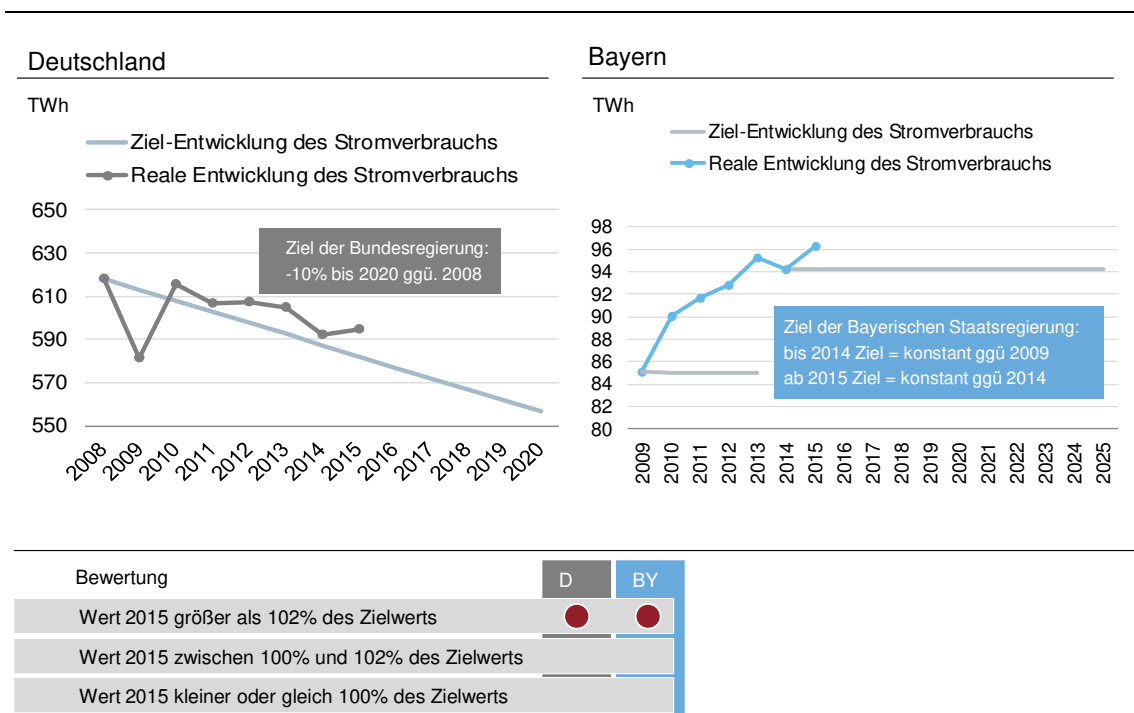 Deutschland
TWh
Ziel-Entwicklung des Stromverbrauchs
Reale Entwicklung des Stromverbrauchs
650
630
610
590
570
550
Ziel der Bundesregierung:
-10% bis 2020 ggü. 2008
2008 2009 2010 2011 2012 2013 2014 2015 2016 2017 2018 2019 2020
Bayern
TWh
Ziel-Entwicklung des Stromverbrauchs
Reale Entwicklung des Stromverbrauchs
98
96
94
92
90
88
86
84
82
80
Ziel der Bayerischen Staatsregierung:
bis 2014 Ziel = konstant ggü 2009
ab 2015 Ziel = konstant ggü 2014
2009 2010 2011 2012 2013 2014 2015 2016 2017 2018 2019 2020 2021 2022 2023 2024 2025
Bewertung D BY
Wert 2015 größer als 102% des Zielwerts
Wert 2015 zwischen 100% und 102% des Zielwerts
Wert 2015 kleiner oder gleich 100% des Zielwerts